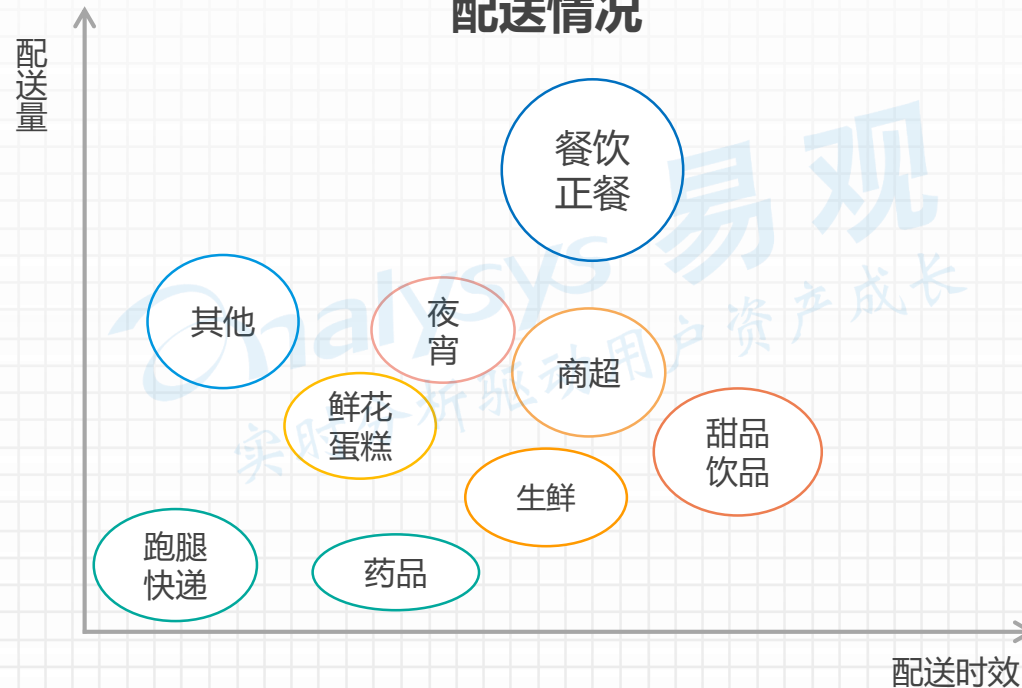 配送情况
配送量
餐饮
正餐
其他
夜
宵
商超
鲜花
蛋糕
甜品
饮品
生鲜
跑腿
快递
药品
配送时效
nalysys 易观
实时分析驱动用户资产成长